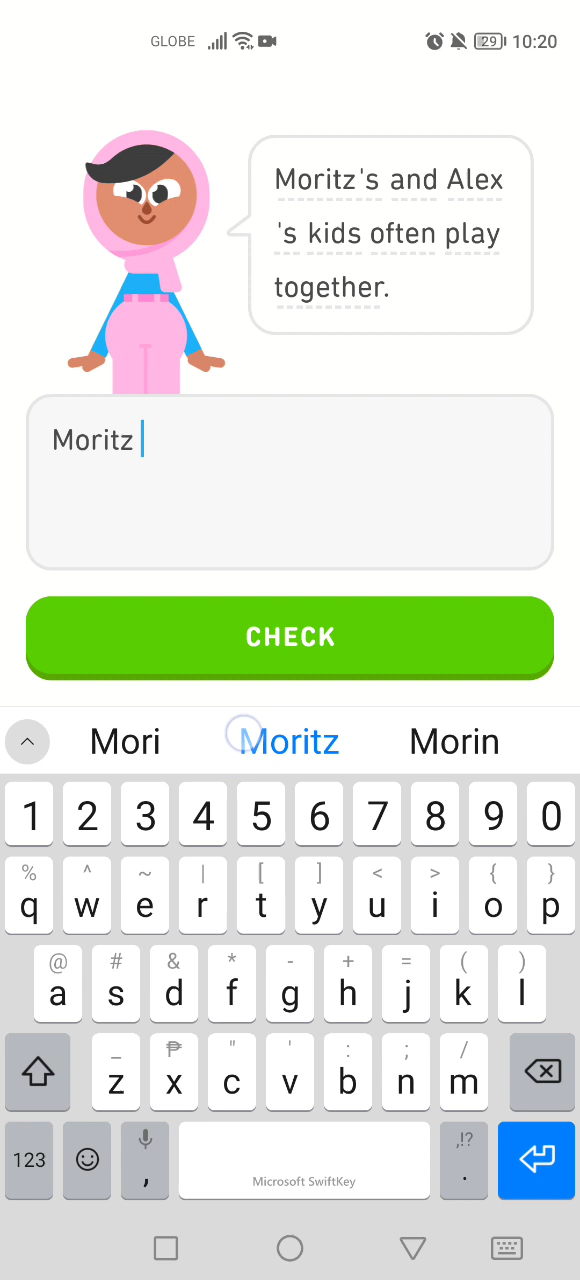 GLOBE 29 10:20
Moritz's and Alex
's kids often play
together.
Moritz
CHECK
Mori Moritz Morin
1 2 3 4 5 6 7 8 9 0
% ^ ~ | [ ] < > { }
q w e r t y u i o p
@ # & * - + = ( )
a s d f g h j k l
_ ₱ " ' : ; /
z x c v b n m
,!?
123 , Microsoft SwiftKey .